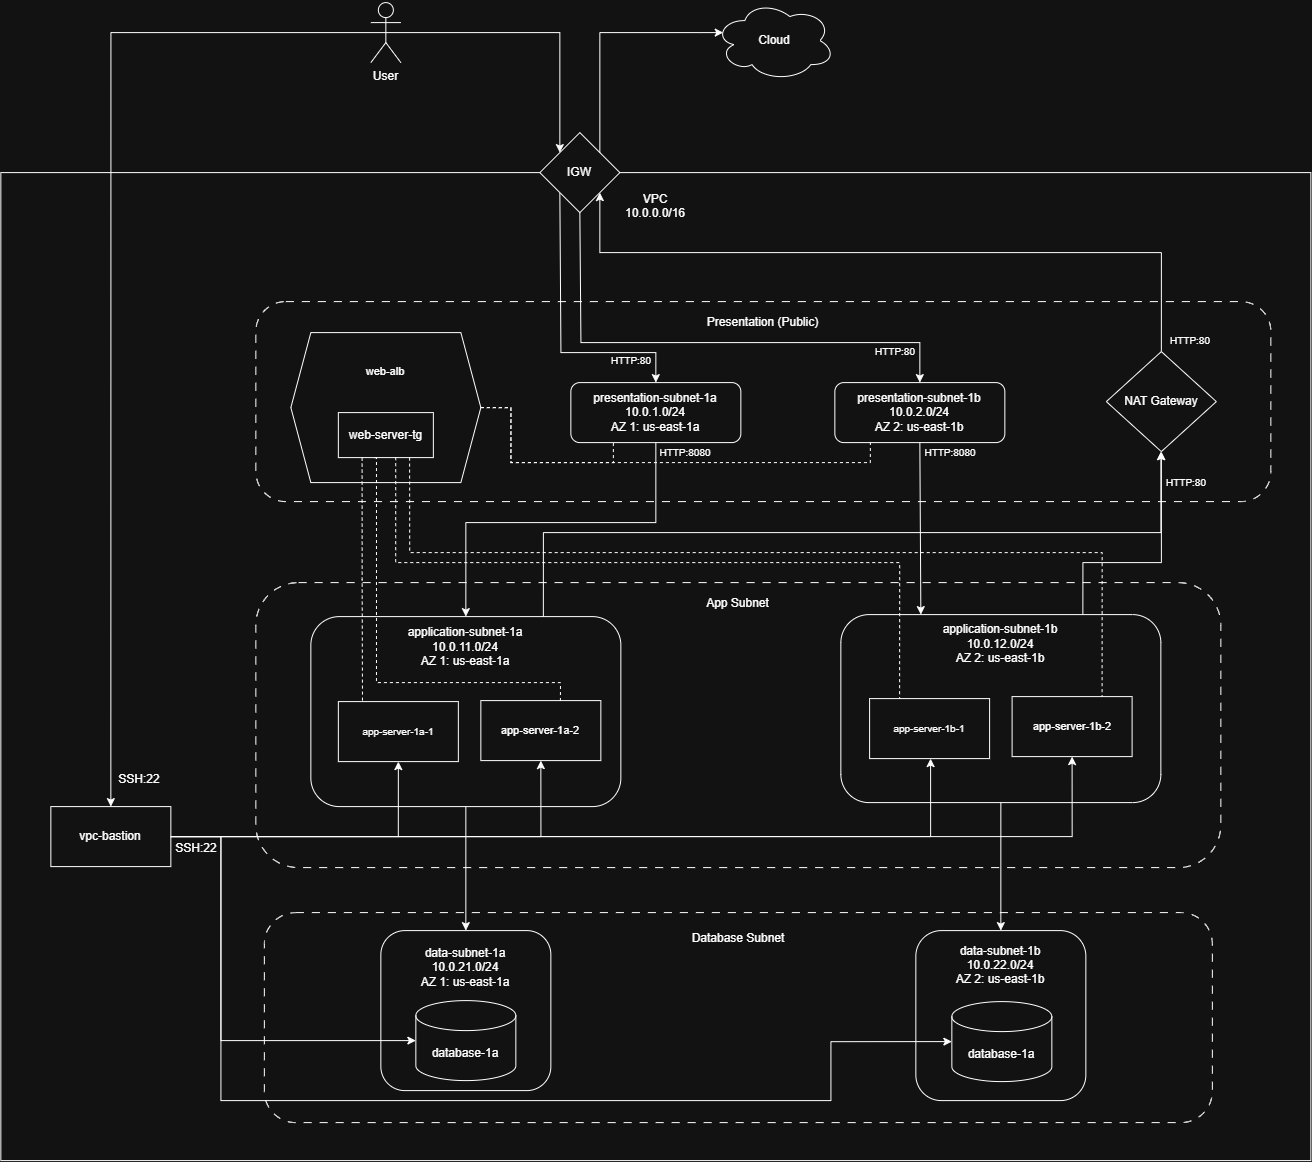 User
Cloud
IGW
VPC
10.0.0.0/16
Presentation (Public)
HTTP:80
HTTP:80
HTTP:80
web-alb
web-server-tg
presentation-subnet-1a
10.0.1.0/24
AZ 1: us-east-1a
presentation-subnet-1b
10.0.2.0/24
AZ 2: us-east-1b
NAT Gateway
HTTP:8080
HTTP:8080
HTTP:80
App Subnet
application-subnet-1a
10.0.11.0/24
AZ 1: us-east-1a
application-subnet-1b
10.0.12.0/24
AZ 2: us-east-1b
app-server-1a-1
app-server-1a-2
app-server-1b-1
app-server-1b-2
SSH:22
vpc-bastion
SSH:22
Database Subnet
data-subnet-1a
10.0.21.0/24
AZ 1: us-east-1a
data-subnet-1b
10.0.22.0/24
AZ 2: us-east-1b
database-1a
database-1a